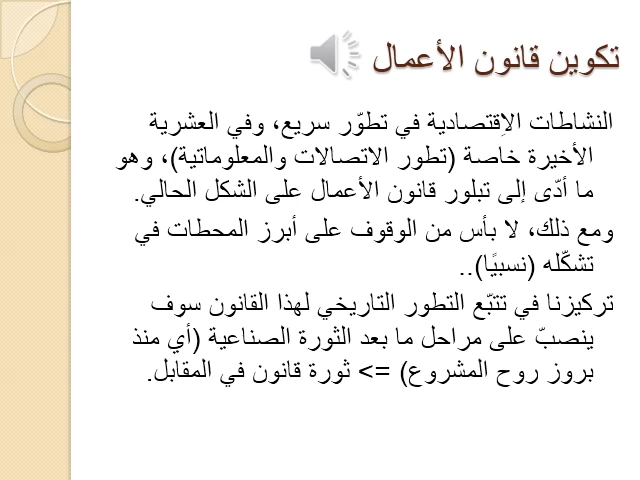 تكوين قانون الأعمال
النشاطات الاِقتصادية في تطوّر سريع، وفي العشرية
الأخيرة خاصة (تطور الاتصالات والمعلوماتية)، وهو
ما أدّى إلى تبلور قانون الأعمال على الشكل الحالي.
ومع ذلك، لا بأس من الوقوف على أبرز المحطات في
تشكّله (نسبيًا)..
تركيزنا في تتبّع التطور التاريخي لهذا القانون سوف
ينصبّ على مراحل ما بعد الثورة الصناعية (أي منذ
بروز روح المشروع) => ثورة قانون في المقابل.